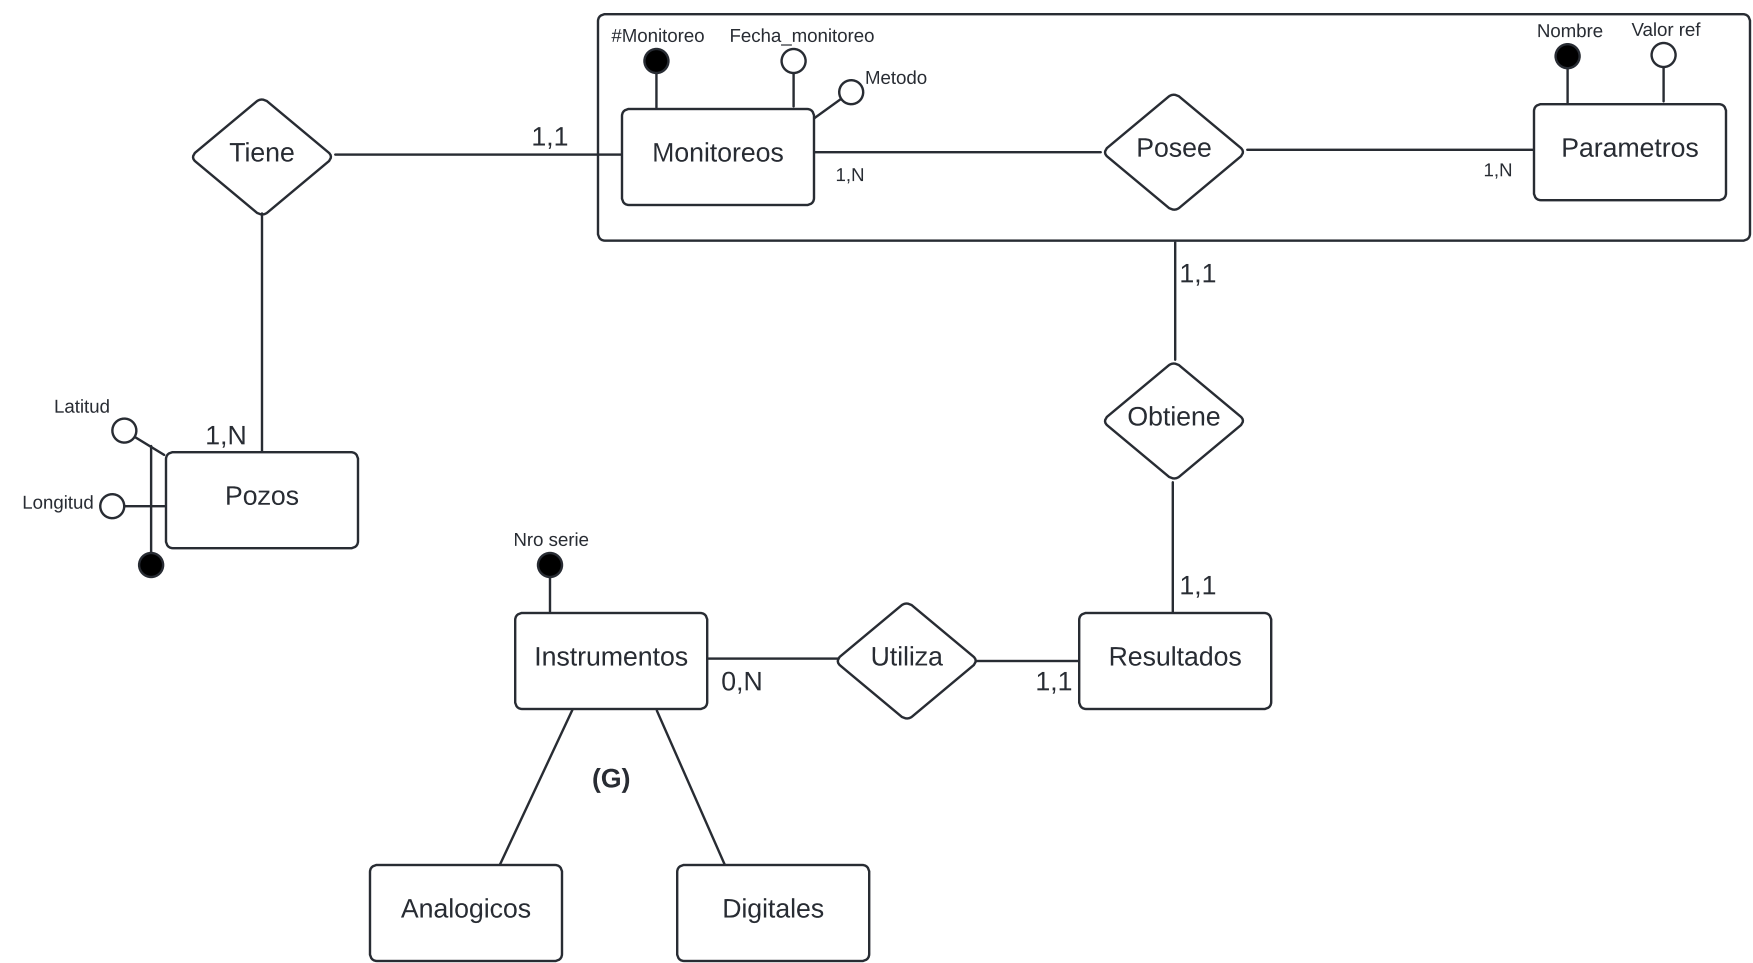 #Monitoreo
Fecha_monitoreo
Metodo
Nombre
Valor ref
Tiene
1,1
Monitoreos
1,N
Posee
1,N
Parametros
1,1
Latitud
Longitud
1,N
Pozos
Obtiene
Nro serie
1,1
Instrumentos
0,N
Utiliza
1,1
Resultados
(G)
Analogicos
Digitales